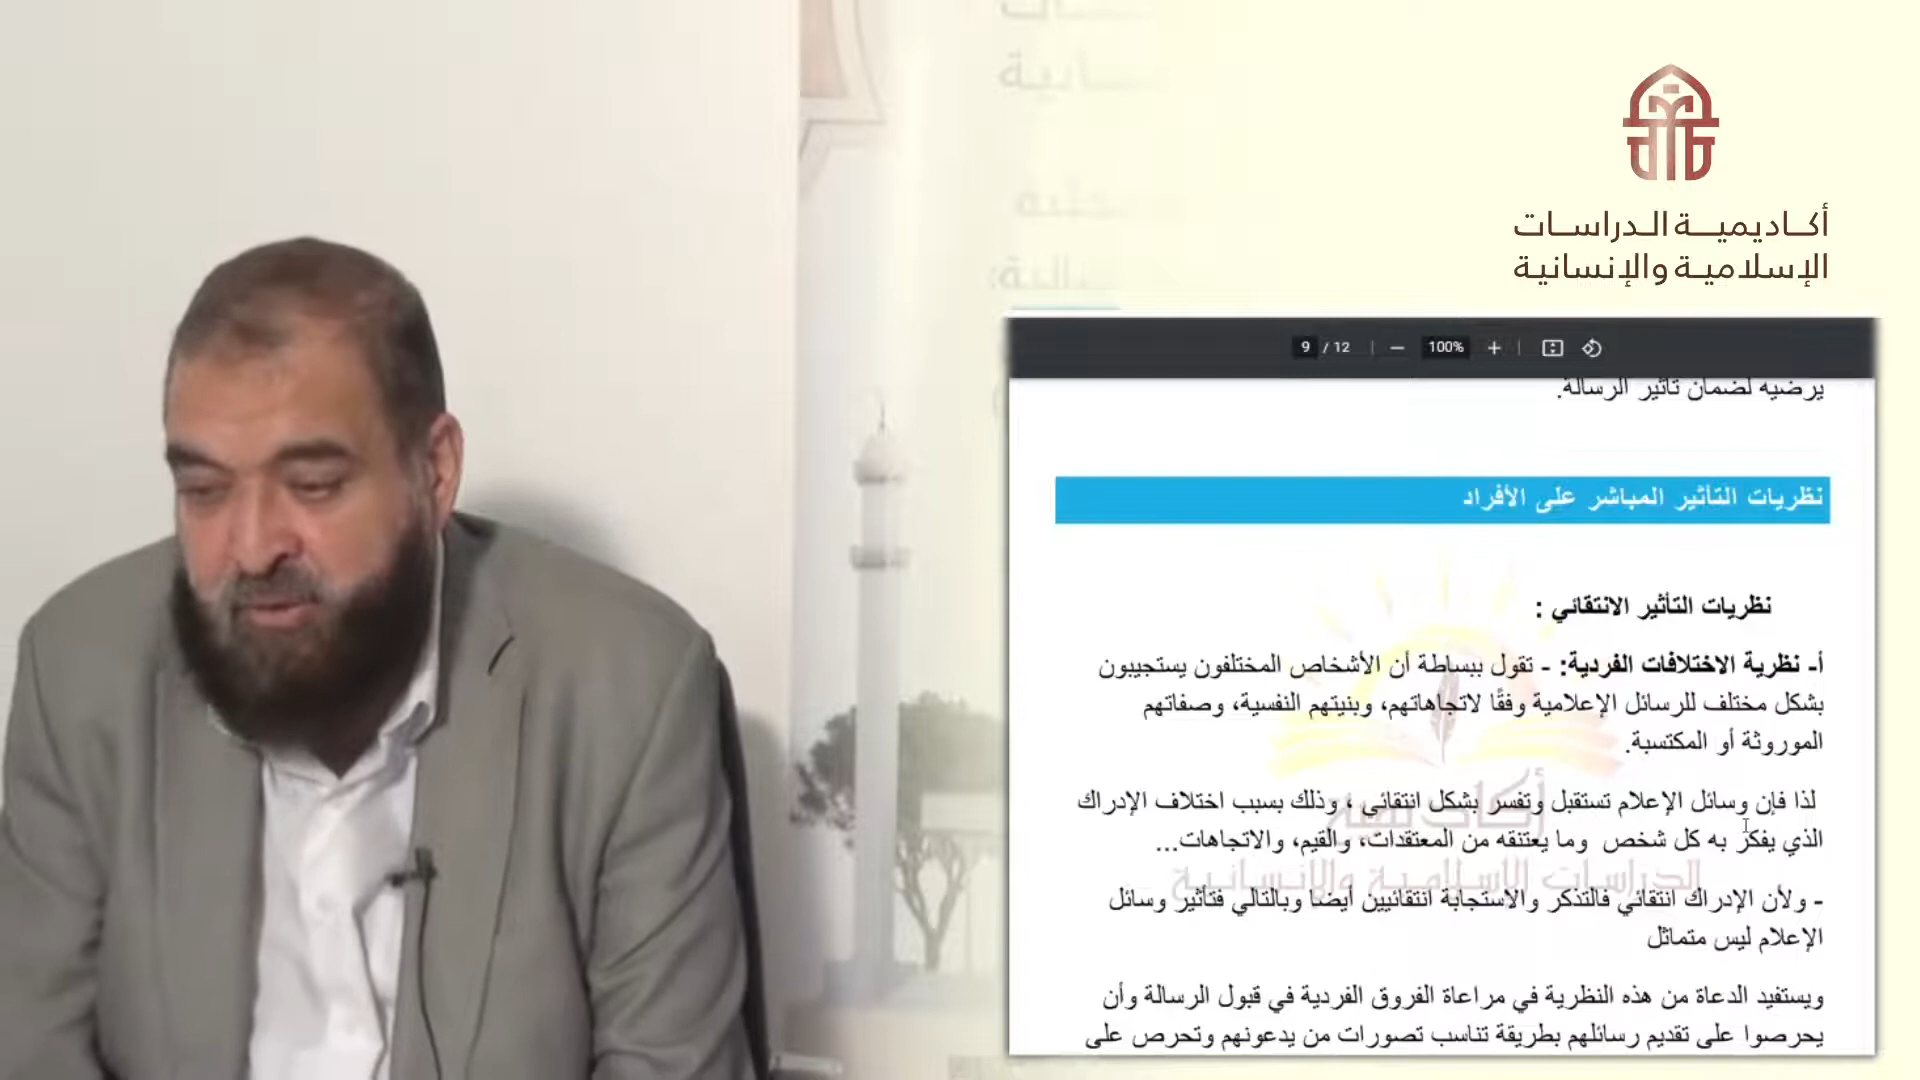 أكاديمية الدراسات
الإسلامية والإنسانية
9 / 12
100%
يرضيه لضمان تأثير الرسالة.
نظريات التأثير المباشر على الأفراد
نظريات التأثير الانتقائي :
أ- نظرية الاختلافات الفردية: - تقول ببساطة أن الأشخاص المختلفون يستجيبون
بشكل مختلف للرسائل الإعلامية وفقًا لاتجاهاتهم، وبنيتهم النفسية، وصفاتهم
الموروثة أو المكتسبة.
لذا فإن وسائل الإعلام تستقبل وتفسر بشكل انتقائي ، وذلك بسبب اختلاف الإدراك
الذي يفكر به كل شخص وما يعتنقه من المعتقدات، والقيم، والاتجاهات...
- ولأن الإدراك انتقائي فالتذكر والاستجابة انتقائيين أيضا وبالتالي فتأثير وسائل
الإعلام ليس متماثل
ويستفيد الدعاة من هذه النظرية في مراعاة الفروق الفردية في قبول الرسالة وأن
يحرصوا على تقديم رسائلهم بطريقة تناسب تصورات من يدعونهم وتحرص على
أكاديمية
الدراسات الإسلامية والإنسانية